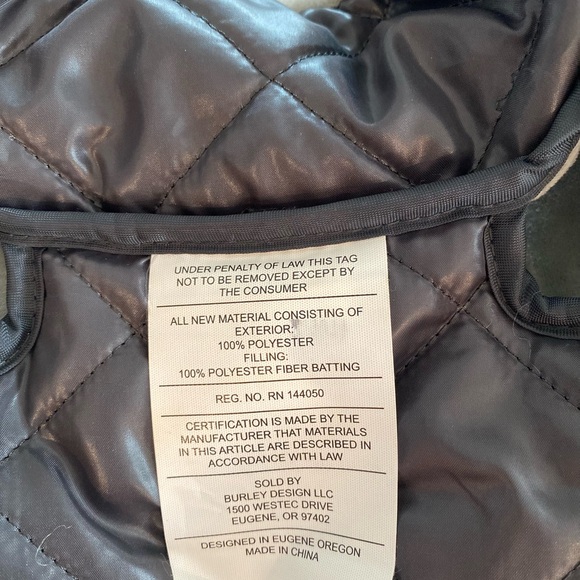 UNDER PENALTY OF LAW THIS TAG
NOT TO BE REMOVED EXCEPT BY
THE CONSUMER
ALL NEW MATERIAL CONSISTING OF
EXTERIOR:
100% POLYESTER
FILLING:
100% POLYESTER FIBER BATTING
REG. NO. RN 144050
CERTIFICATION IS MADE BY THE
MANUFACTURER THAT MATERIALS
IN THIS ARTICLE ARE DESCRIBED IN
ACCORDANCE WITH LAW
SOLD BY
BURLEY DESIGN LLC
1500 WESTEC DRIVE
EUGENE, OR 97402
DESIGNED IN EUGENE OREGON
MADE IN CHINA